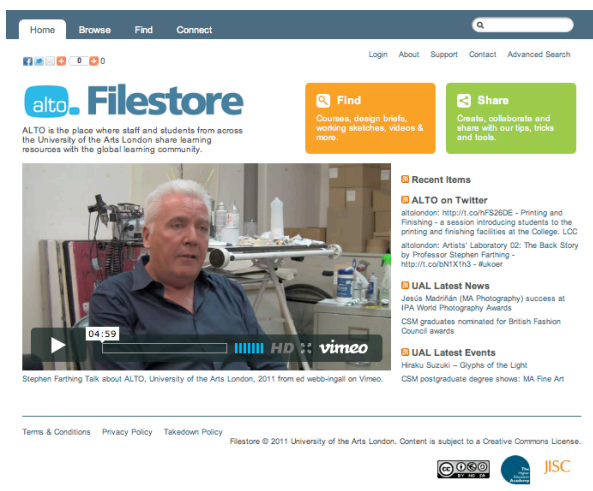 Home Browse Find Connect
0 0
Login About Support Contact Advanced Search
alto. Filestore
ALTO is the place where staff and students from across
the University of the Arts London share learning
resources with the global learning community.
Find
Courses, design briefs,
working sketches, videos &
more.
Share
Create, collaborate and
share with our tips, tricks
and tools.
04:59
HD vimeo
Stephen Farthing Talk about ALTO, University of the Arts London, 2011 from ed webb-ingall on Vimeo.
Recent Items
ALTO on Twitter
altolondon: http://t.co/hFS26DE - Printing and
Finishing - a session introducing students to the
printing and finishing facilities at the College. LCC
altolondon: Artists' Laboratory 02: The Back Story
by Professor Stephen Farthing -
http://t.co/bN1X1h3 - #ukoer
UAL Latest News
Jesús Madriñán (MA Photography) success at
IPA World Photography Awards
CSM graduates nominated for British Fashion
Council awards
UAL Latest Events
Hiraku Suzuki – Glyphs of the Light
CSM postgraduate degree shows: MA Fine Art
Terms & Conditions Privacy Policy Takedown Policy
Filestore © 2011 University of the Arts London. Content is subject to a Creative Commons License.
cc
BY NC SA
The
Higher
Education
Academy
JISC